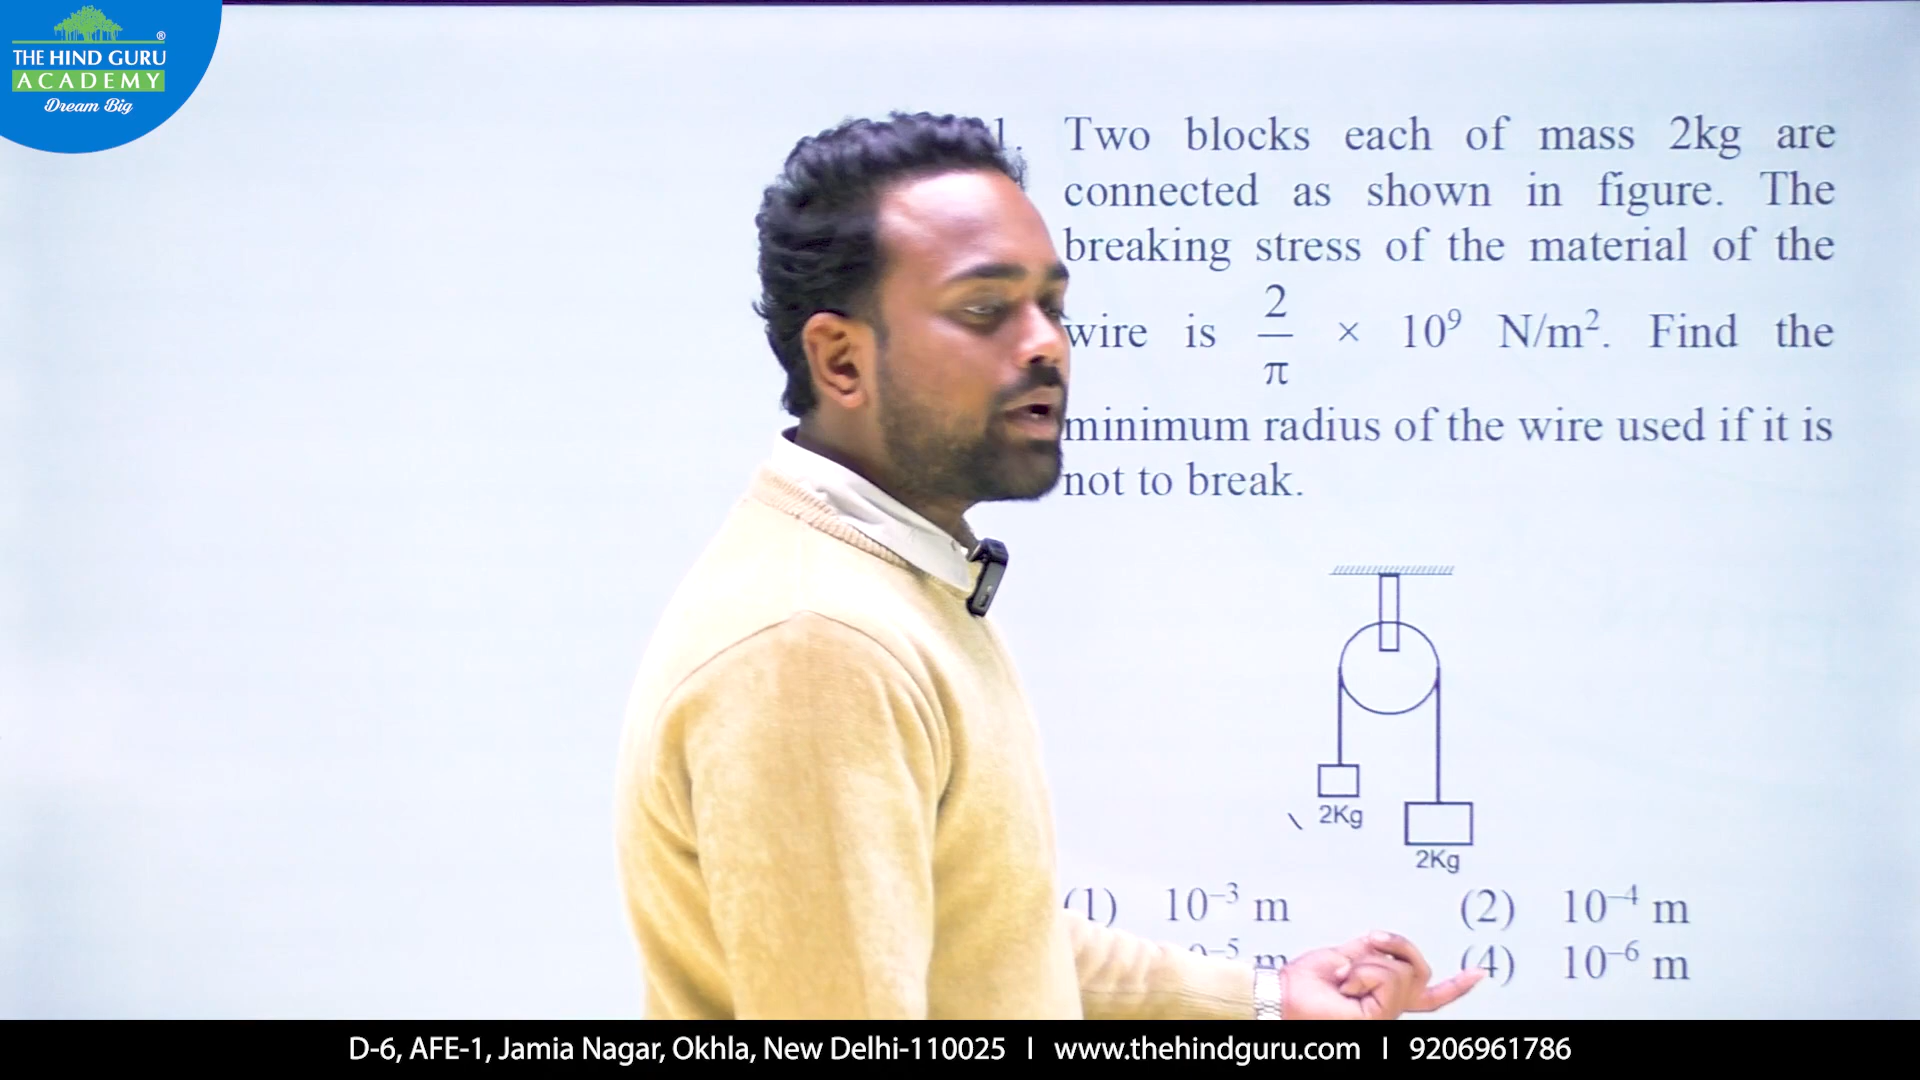 THE HIND GURU
®
ACADEMY
Dream Big
1. Two blocks each of mass 2kg are
connected as shown in figure. The
breaking stress of the material of the
wire is 2/π × 10⁹ N/m². Find the
minimum radius of the wire used if it is
not to break.
2Kg
2Kg
(1) 10⁻³ m (2) 10⁻⁴ m
⁻⁵ m (4) 10⁻⁶ m
D-6, AFE-1, Jamia Nagar, Okhla, New Delhi-110025 | www.thehindguru.com | 9206961786